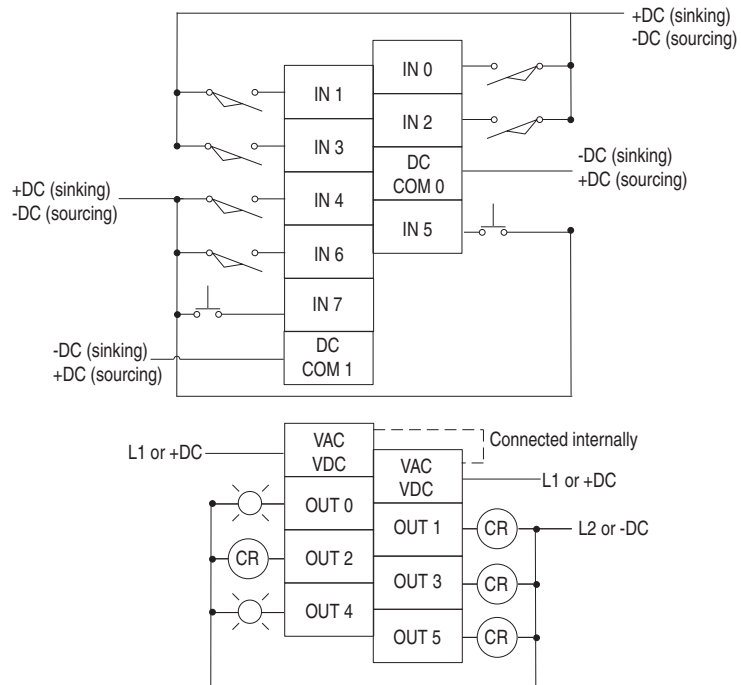 +DC (sinking)
-DC (sourcing)
IN 0
IN 1
IN 2
IN 3
DC
COM 0
-DC (sinking)
+DC (sourcing)
+DC (sinking)
-DC (sourcing)
IN 4
IN 5
IN 6
IN 7
-DC (sinking)
+DC (sourcing)
DC
COM 1
L1 or +DC
VAC
VDC
Connected internally
VAC
VDC
L1 or +DC
OUT 0
OUT 1
CR
L2 or -DC
CR
OUT 2
OUT 3
CR
OUT 4
OUT 5
CR